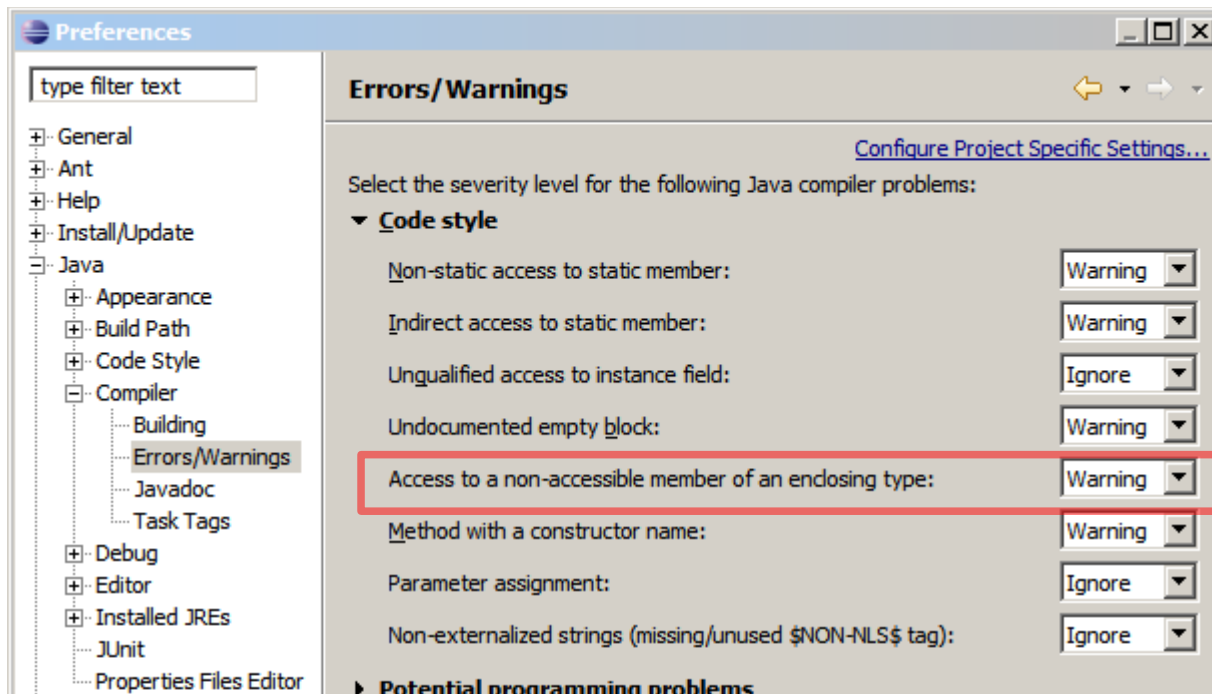 Preferences
type filter text
General
Ant
Help
Install/Update
Java
Appearance
Build Path
Code Style
Compiler
Building
Errors/Warnings
Javadoc
Task Tags
Debug
Editor
Installed JREs
JUnit
Properties Files Editor
Errors/Warnings
Configure Project Specific Settings...
Select the severity level for the following Java compiler problems:
Code style
Non-static access to static member: Warning
Indirect access to static member: Warning
Unqualified access to instance field: Ignore
Undocumented empty block: Warning
Access to a non-accessible member of an enclosing type: Warning
Method with a constructor name: Warning
Parameter assignment: Ignore
Non-externalized strings (missing/unused $NON-NLS$ tag): Ignore
Potential programming problems